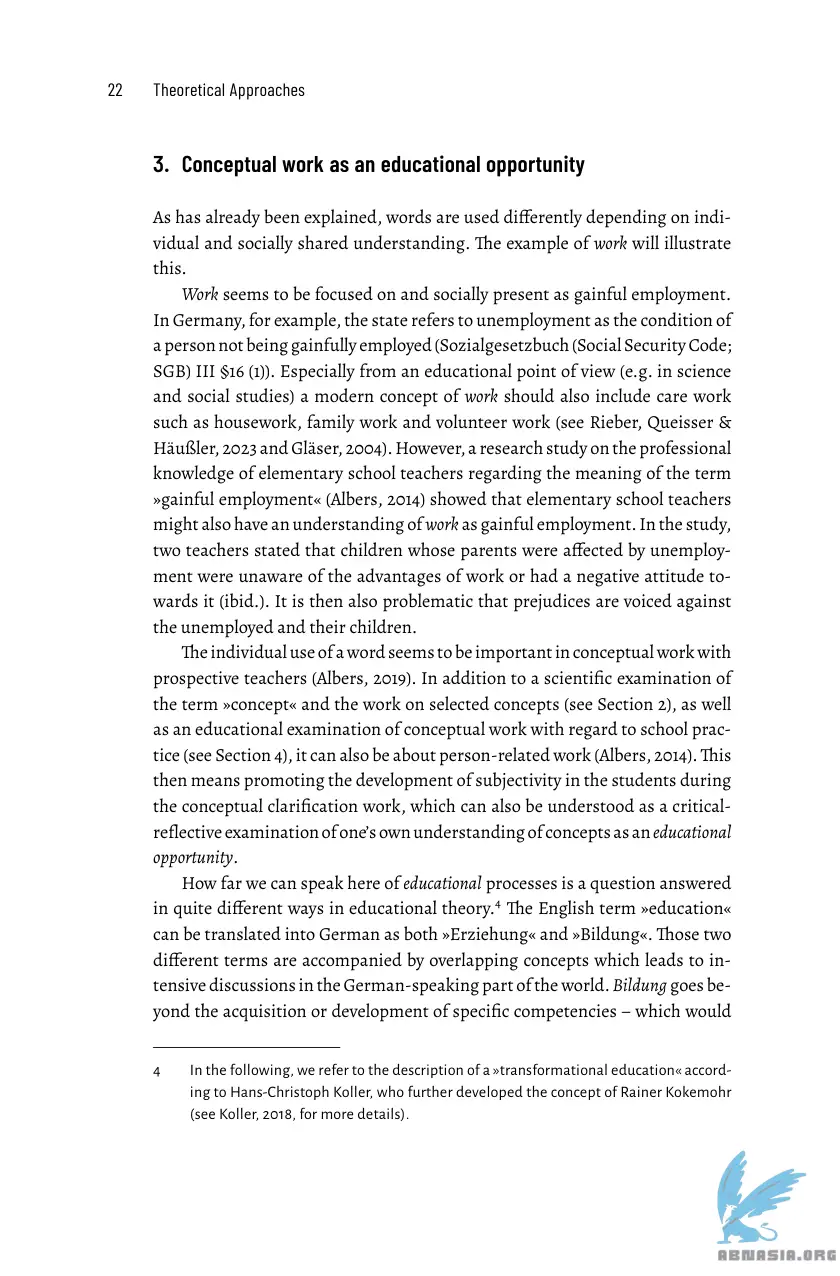 22 Theoretical Approaches
3. Conceptual work as an educational opportunity
As has already been explained, words are used differently depending on indi-
vidual and socially shared understanding. The example of work will illustrate
this.
Work seems to be focused on and socially present as gainful employment.
In Germany, for example, the state refers to unemployment as the condition of
a person not being gainfully employed (Sozialgesetzbuch (Social Security Code;
SGB) III §16 (1)). Especially from an educational point of view (e.g. in science
and social studies) a modern concept of work should also include care work
such as housework, family work and volunteer work (see Rieber, Queisser &
Häußler, 2023 and Gläser, 2004). However, a research study on the professional
knowledge of elementary school teachers regarding the meaning of the term
»gainful employment« (Albers, 2014) showed that elementary school teachers
might also have an understanding of work as gainful employment. In the study,
two teachers stated that children whose parents were affected by unemploy-
ment were unaware of the advantages of work or had a negative attitude to-
wards it (ibid.). It is then also problematic that prejudices are voiced against
the unemployed and their children.
The individual use of a word seems to be important in conceptual work with
prospective teachers (Albers, 2019). In addition to a scientific examination of
the term »concept« and the work on selected concepts (see Section 2), as well
as an educational examination of conceptual work with regard to school prac-
tice (see Section 4), it can also be about person-related work (Albers, 2014). This
then means promoting the development of subjectivity in the students during
the conceptual clarification work, which can also be understood as a critical-
reflective examination of one's own understanding of concepts as an educational
opportunity.
How far we can speak here of educational processes is a question answered
in quite different ways in educational theory.4 The English term »education«
can be translated into German as both »Erziehung« and »Bildung«. Those two
different terms are accompanied by overlapping concepts which leads to in-
tensive discussions in the German-speaking part of the world. Bildung goes be-
yond the acquisition or development of specific competencies – which would
4 In the following, we refer to the description of a »transformational education« accord-
ing to Hans-Christoph Koller, who further developed the concept of Rainer Kokemohr
(see Koller, 2018, for more details).
ABNASIA.ORG